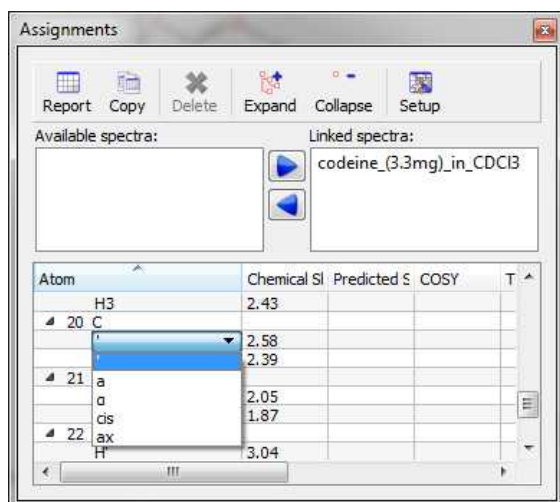 Assignments
Report Copy Delete Expand Collapse Setup
Available spectra: Linked spectra:
codeine_(3.3mg)_in_CDCl3
Atom Chemical Sl Predicted S COSY T
H3 2.43
20 C
' 2.58
' 2.39
21 a
α 2.05
cis 1.87
22 ax
H' 3.04